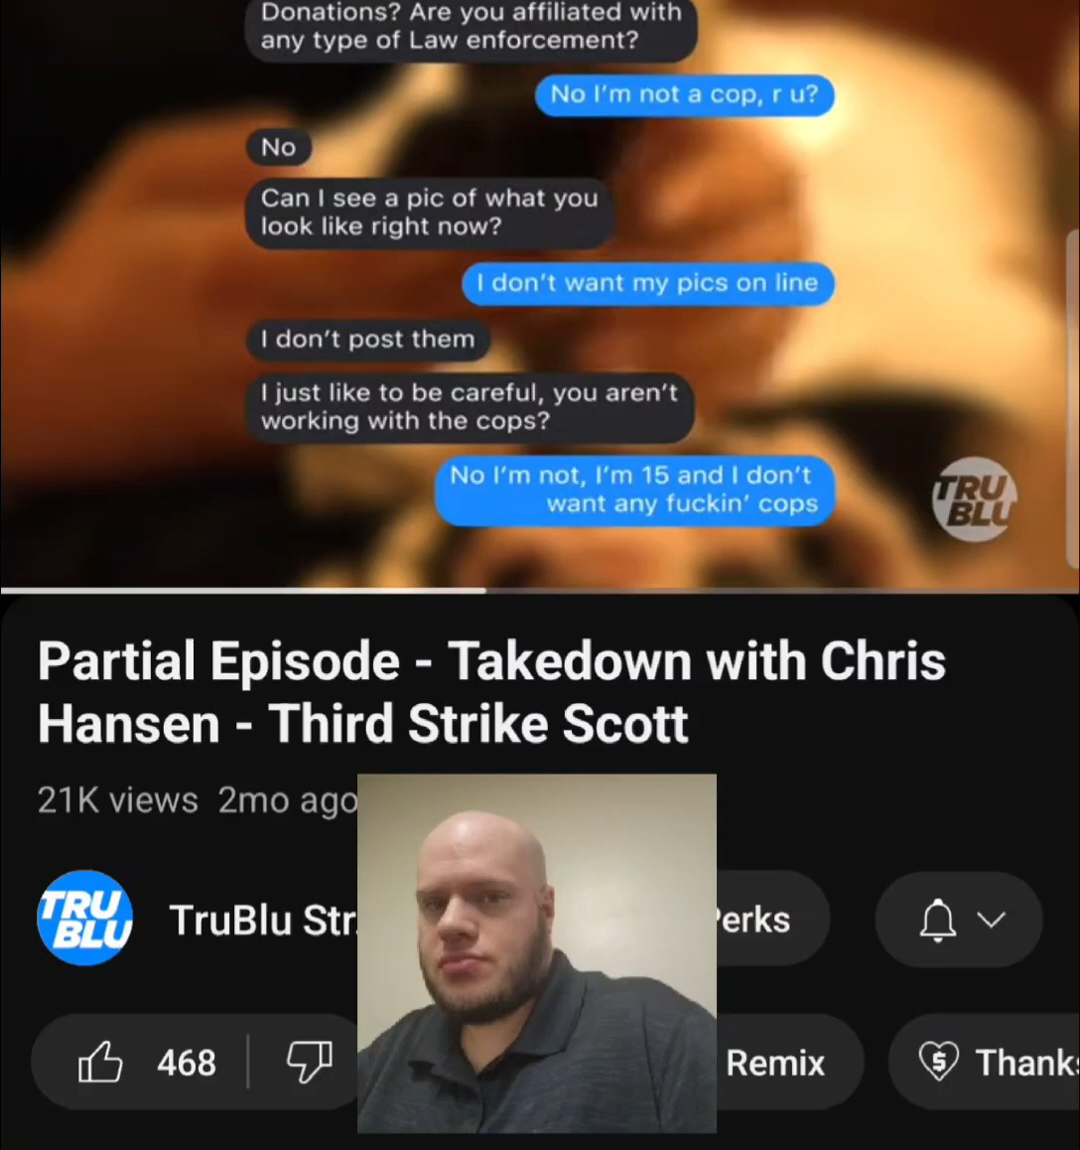 Donations? Are you affiliated with
any type of Law enforcement?
No I'm not a cop, r u?
No
Can I see a pic of what you
look like right now?
I don't want my pics on line
I don't post them
I just like to be careful, you aren't
working with the cops?
No I'm not, I'm 15 and I don't
want any fuckin' cops
TRU
BLU
Partial Episode - Takedown with Chris
Hansen - Third Strike Scott
21K views 2mo ago
TRU
BLU
TruBlu Str
erks
468
Remix
Thank